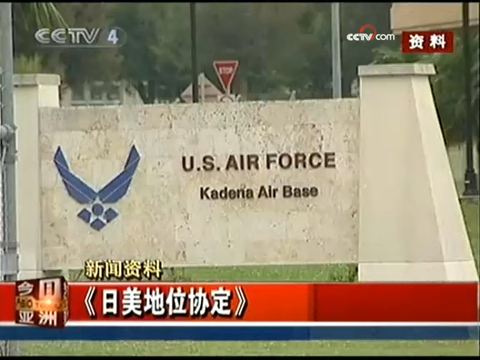 CCTV 4
CCTV.com
资料
U.S. AIR FORCE
Kadena Air Base
新闻资料
今日
亚洲
《日美地位协定》